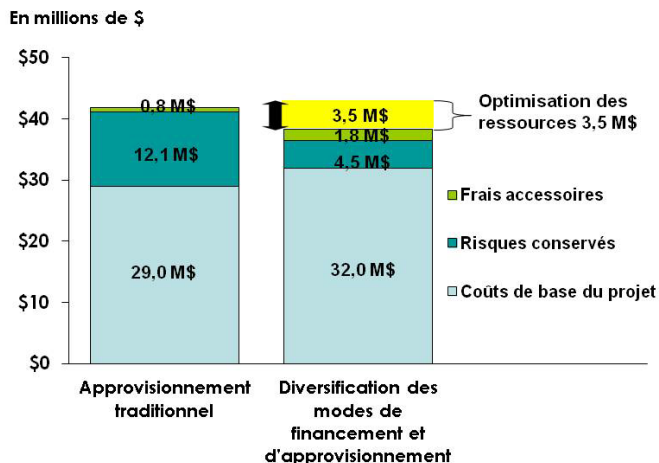 En millions de $
$50
$40
$30
$20
$10
$0
0,8 M$
12,1M$
29,0 M$
3,5 M$
1,8 M$
4,5 M$
32,0 M$
Optimisation des
ressources 3,5 M$
Frais accessoires
Risques conservés
Coûts de base du projet
Approvisionnement
traditionnel
Diversification des
modes de
financement et
d'approvisionnement